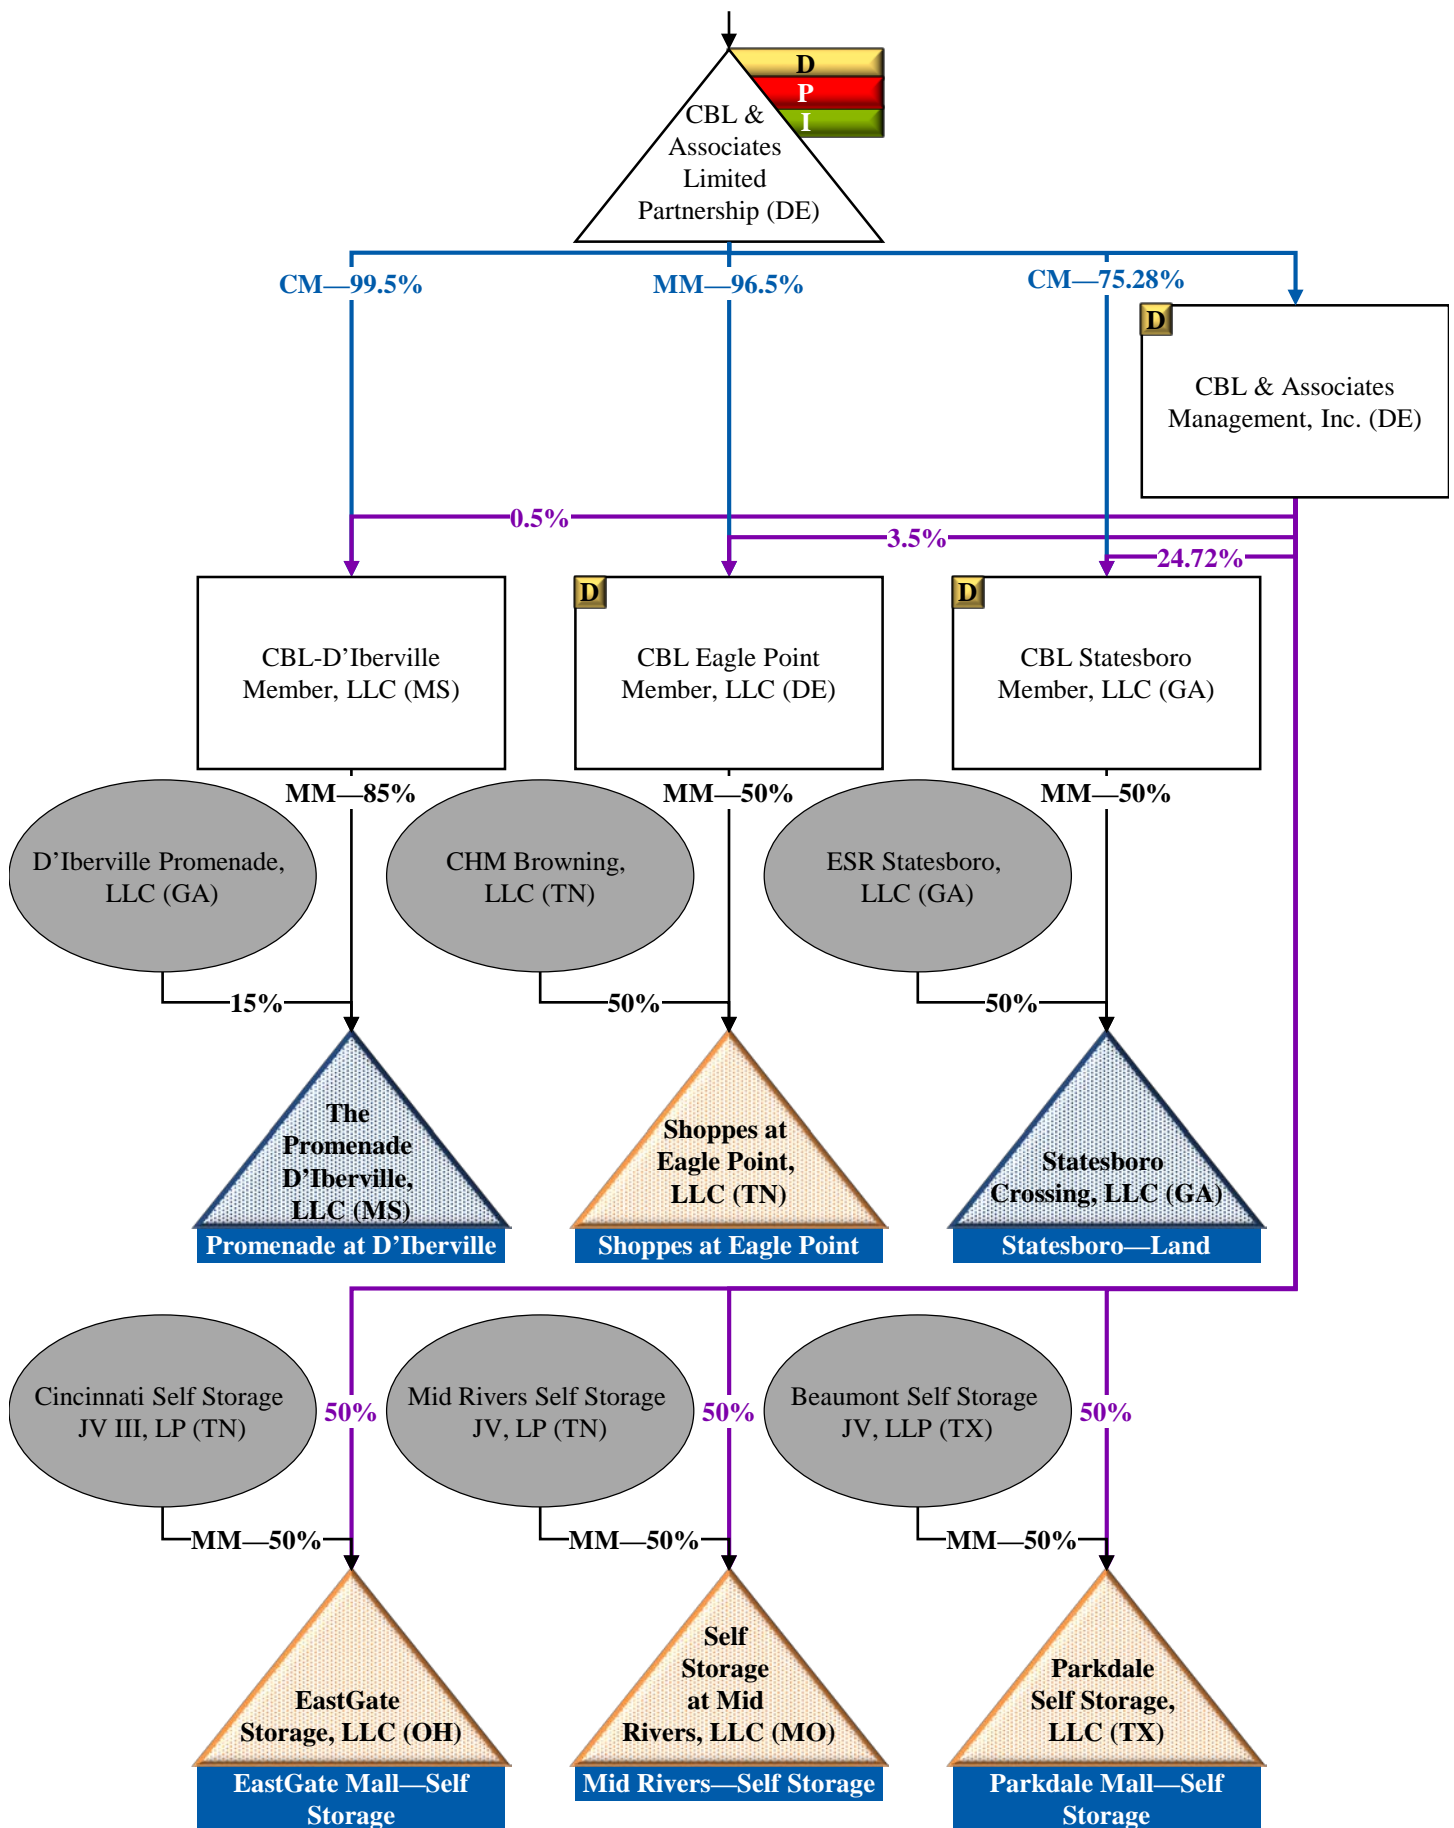 D
P
I
CBL &
Associates
Limited
Partnership (DE)
CM—99.5%
MM—96.5%
CM—75.28%
D
CBL & Associates
Management, Inc. (DE)
0.5%
3.5%
24.72%
CBL-D’Iberville
Member, LLC (MS)
D
CBL Eagle Point
Member, LLC (DE)
D
CBL Statesboro
Member, LLC (GA)
MM—85%
MM—50%
MM—50%
D’Iberville Promenade,
LLC (GA)
CHM Browning,
LLC (TN)
ESR Statesboro,
LLC (GA)
15%
50%
50%
The
Promenade
D’Iberville,
LLC (MS)
Promenade at D’Iberville
Shoppes at
Eagle Point,
LLC (TN)
Shoppes at Eagle Point
Statesboro
Crossing, LLC (GA)
Statesboro—Land
Cincinnati Self Storage
JV III, LP (TN)
50%
Mid Rivers Self Storage
JV, LP (TN)
50%
Beaumont Self Storage
JV, LLP (TX)
50%
MM—50%
MM—50%
MM—50%
EastGate
Storage, LLC (OH)
EastGate Mall—Self
Storage
Self
Storage
at Mid
Rivers, LLC (MO)
Mid Rivers—Self Storage
Parkdale
Self Storage,
LLC (TX)
Parkdale Mall—Self
Storage